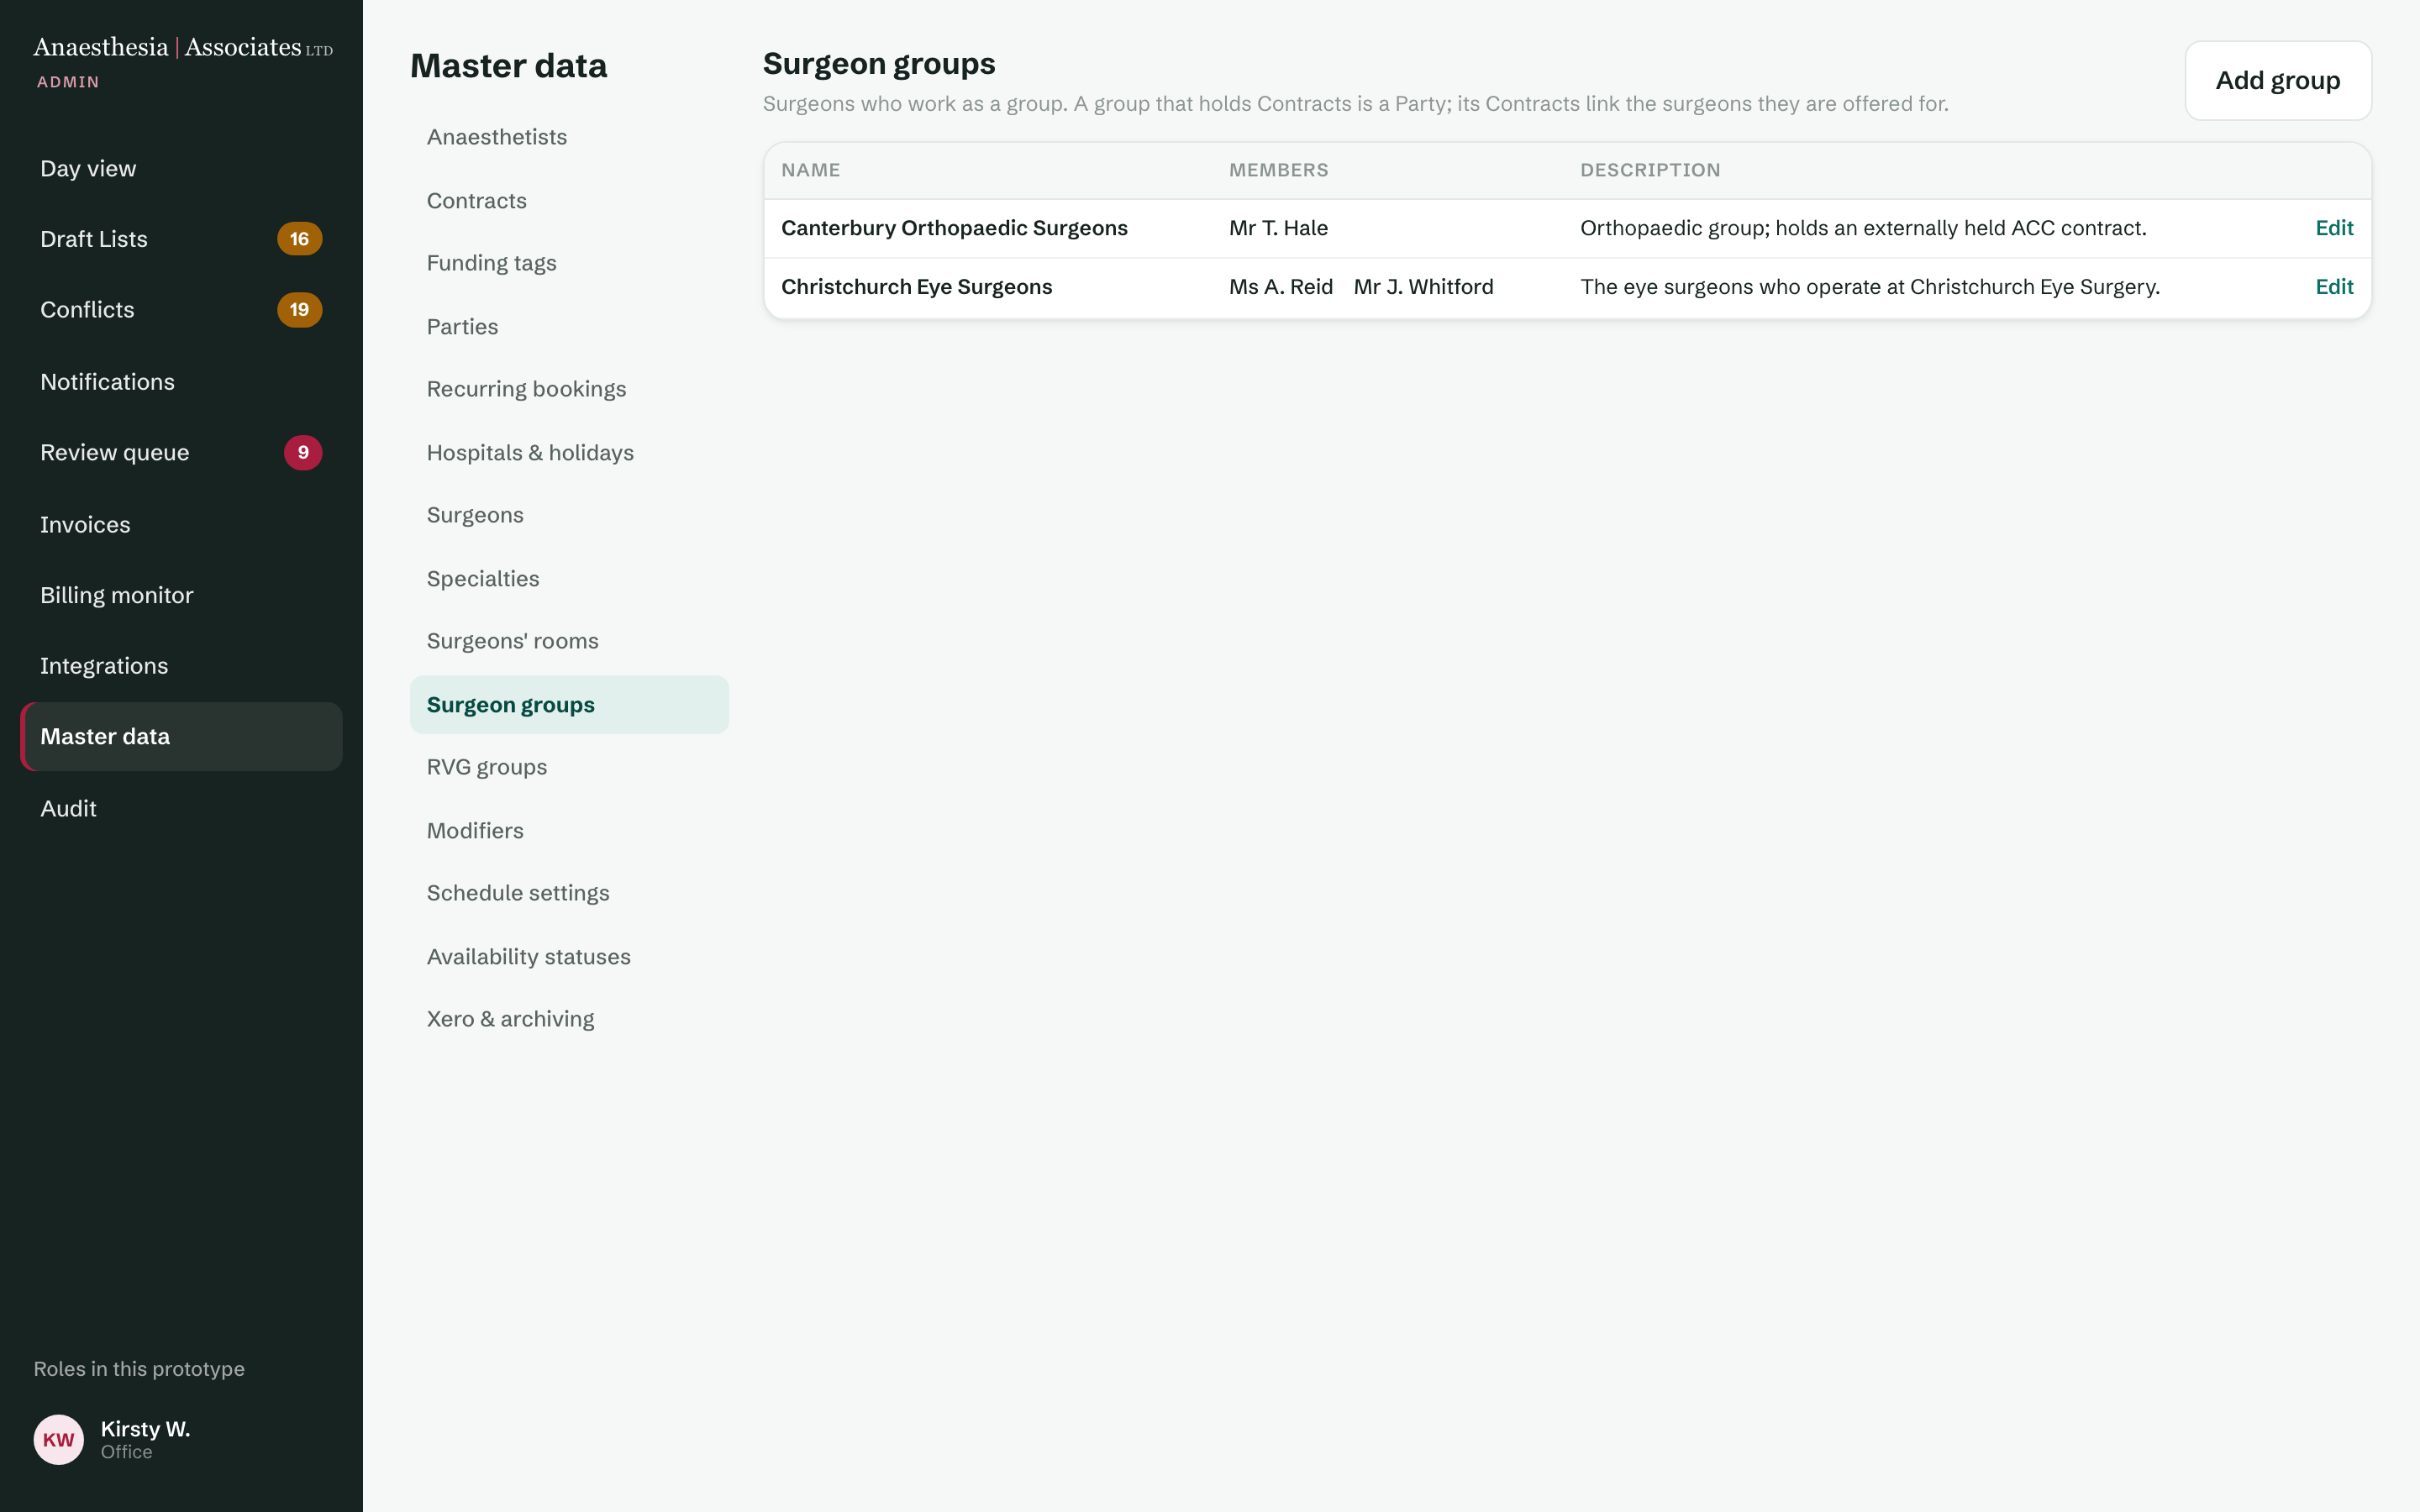 Anaesthesia | Associates LTD
ADMIN
Day view
Draft Lists 16
Conflicts 19
Notifications
Review queue 9
Invoices
Billing monitor
Integrations
Master data
Audit
Roles in this prototype
KW
Kirsty W.
Office
Master data
Anaesthetists
Contracts
Funding tags
Parties
Recurring bookings
Hospitals & holidays
Surgeons
Specialties
Surgeons' rooms
Surgeon groups
RVG groups
Modifiers
Schedule settings
Availability statuses
Xero & archiving
Surgeon groups
Surgeons who work as a group. A group that holds Contracts is a Party; its Contracts link the surgeons they are offered for.
Add group
NAME MEMBERS DESCRIPTION
Canterbury Orthopaedic Surgeons Mr T. Hale Orthopaedic group; holds an externally held ACC contract. Edit
Christchurch Eye Surgeons Ms A. Reid Mr J. Whitford The eye surgeons who operate at Christchurch Eye Surgery. Edit